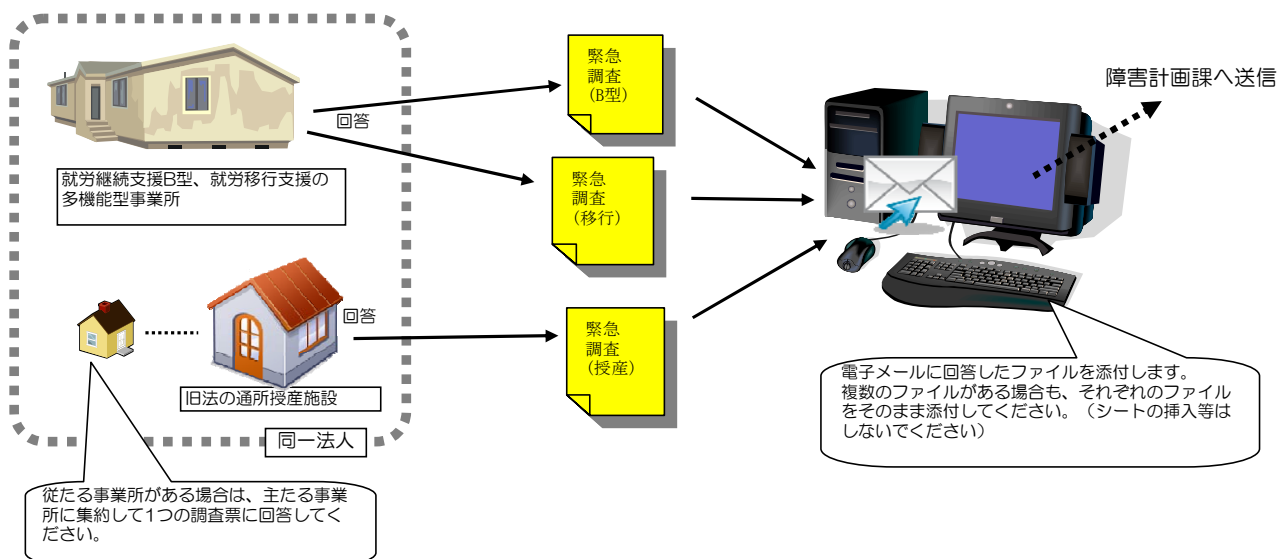 緊急
調査
(B型)
障害計画課へ送信
回答
就労継続支援B型、就労移行支援の
多機能型事業所
緊急
調査
(移行)
回答
緊急
調査
(授産)
旧法の通所授産施設
同一法人
電子メールに回答したファイルを添付します。
複数のファイルがある場合も、それぞれのファイル
をそのまま添付してください。（シートの挿入等は
しないでください）
従たる事業所がある場合は、主たる事業
所に集約して1つの調査票に回答してく
ださい。